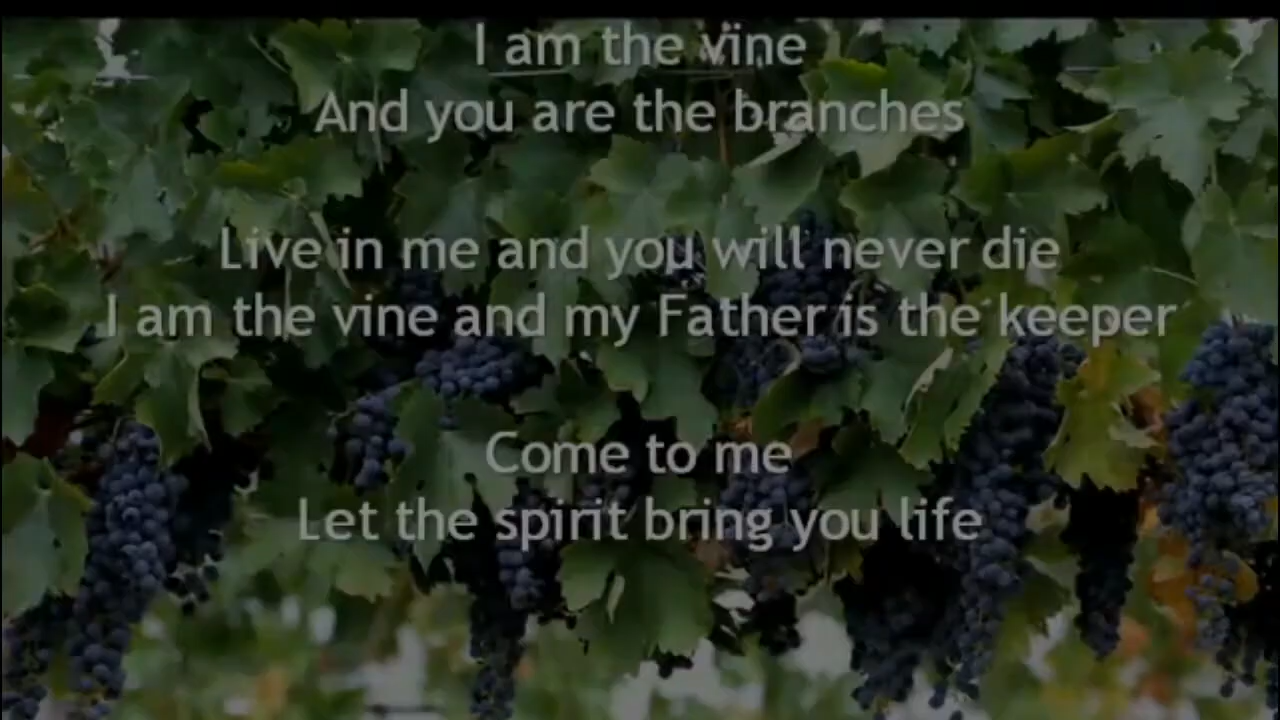 I am the vine
And you are the branches
Live in me and you will never die
I am the vine and my Father is the keeper
Come to me
Let the spirit bring you life